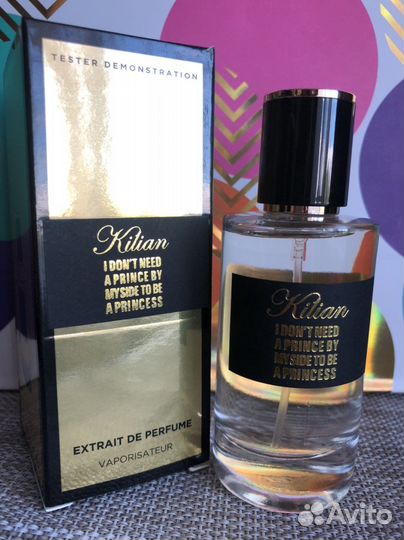 TESTER DEMONSTRATION
Kilian
I DON'T NEED
A PRINCE BY
MY SIDE TO BE
A PRINCESS
EXTRAIT DE PERFUME
VAPORISATEUR
Kilian
I DON'T NEED
A PRINCE BY
MY SIDE TO BE
A PRINCESS
Avito